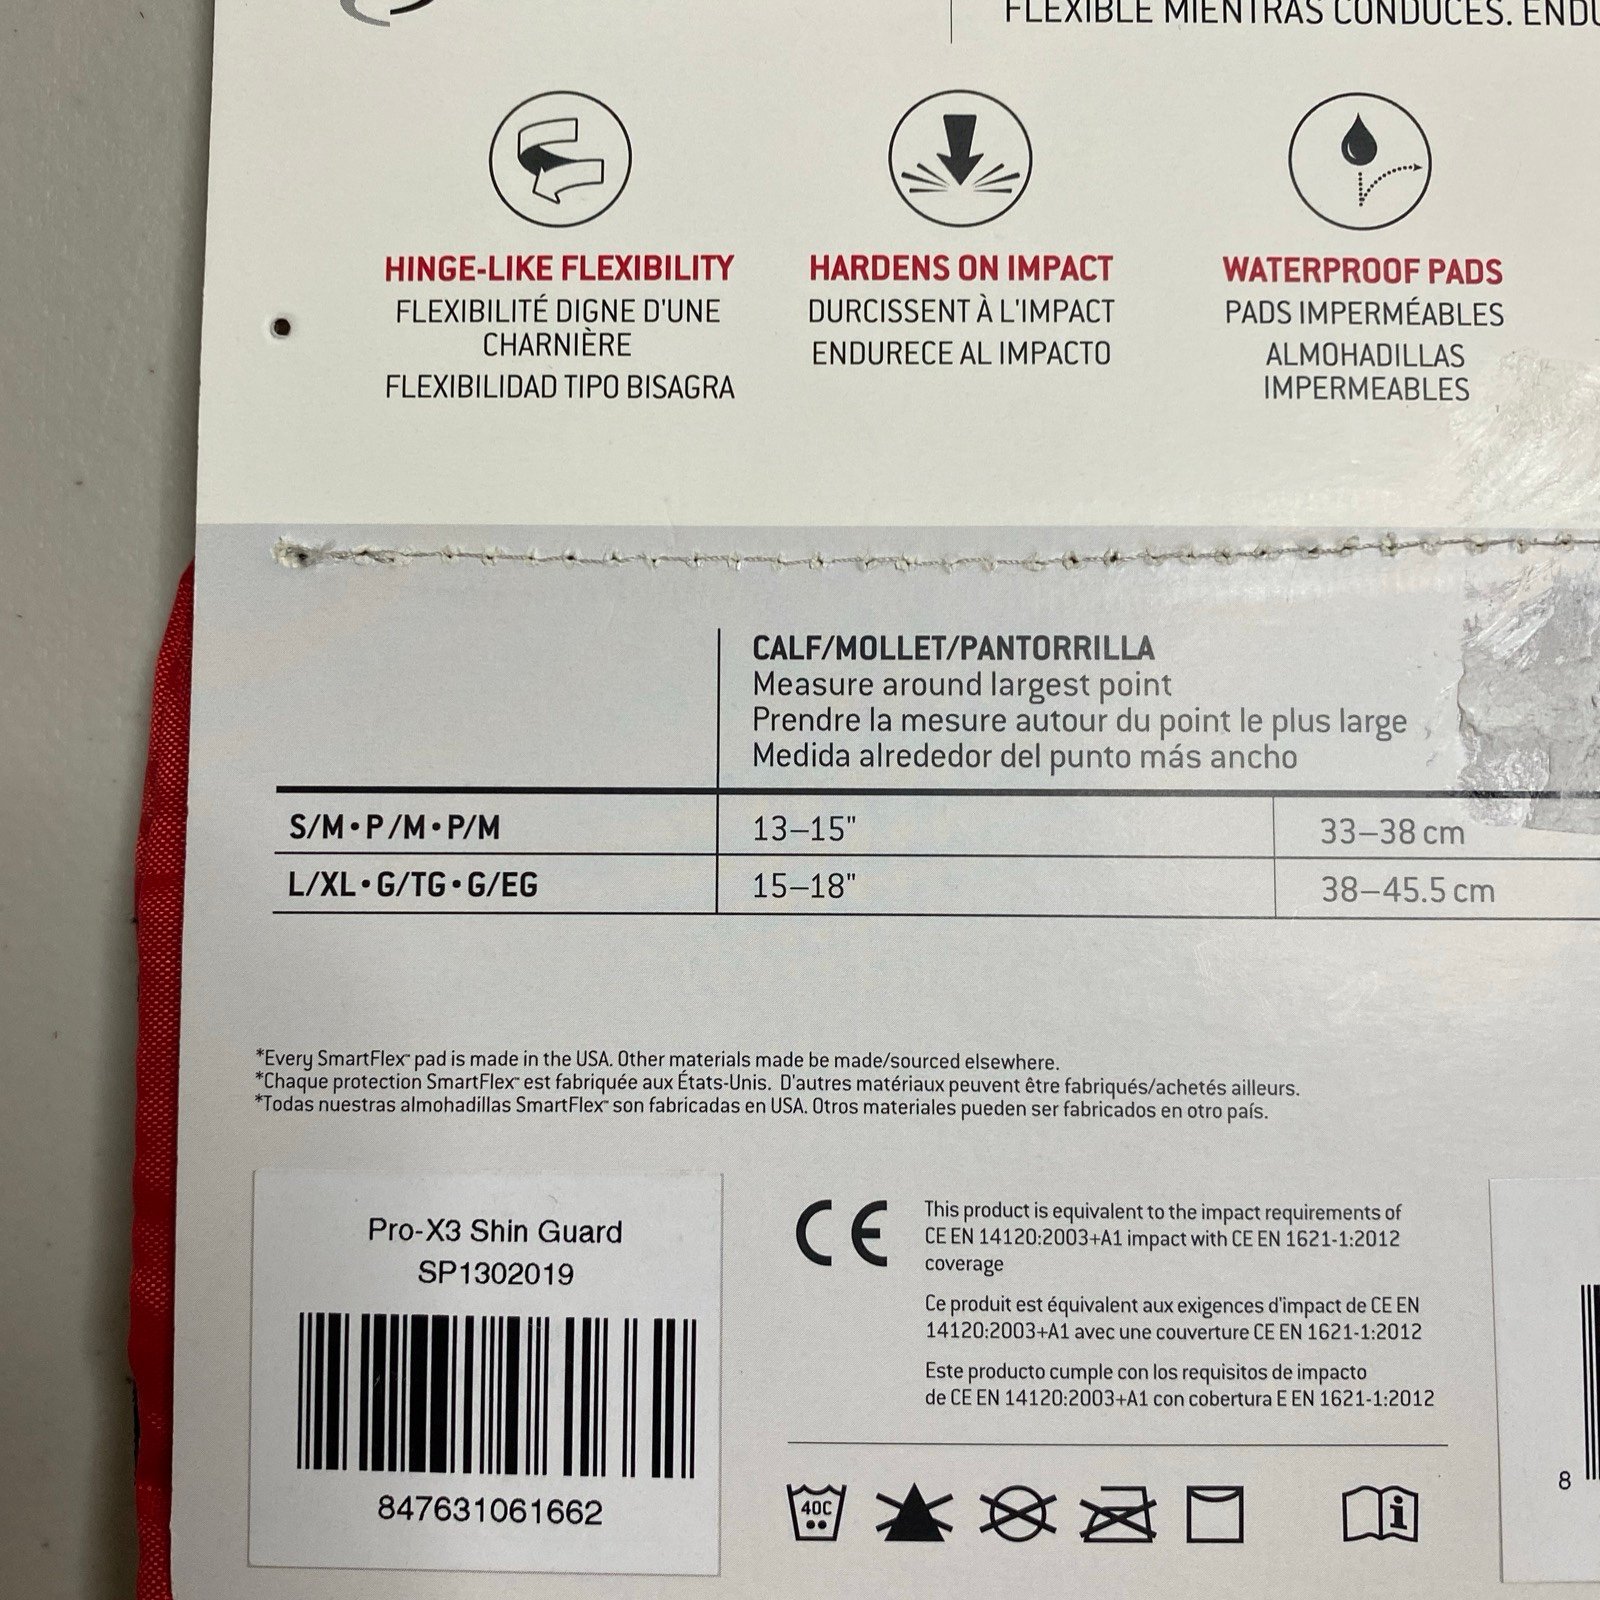 FLEXIBLE MIENTRAS CONDUCES.
HINGE-LIKE FLEXIBILITY
FLEXIBILITÉ DIGNE D'UNE
CHARNIÈRE
FLEXIBILIDAD TIPO BISAGRA
HARDENS ON IMPACT
DURCISSENT À L'IMPACT
ENDURECE AL IMPACTO
WATERPROOF PADS
PADS IMPERMÉABLES
ALMOHADILLAS
IMPERMEABLES
CALF/MOLLET/PANTORRILLA
Measure around largest point
Prendre la mesure autour du point le plus large
Medida alrededor del punto más ancho
S/M • P/M • P/M 13–15" 33–38 cm
L/XL • G/TG • G/EG 15–18" 38–45.5 cm
*Every SmartFlex™ pad is made in the USA. Other materials made be made/sourced elsewhere.
*Chaque protection SmartFlex™ est fabriquée aux États-Unis. D'autres matériaux peuvent être fabriqués/achetés ailleurs.
*Todas nuestras almohadillas SmartFlex™ son fabricadas en USA. Otros materiales pueden ser fabricados en otro país.
Pro-X3 Shin Guard
SP1302019
847631061662
CE
This product is equivalent to the impact requirements of
CE EN 14120:2003+A1 impact with CE EN 1621-1:2012
coverage
Ce produit est équivalent aux exigences d'impact de CE EN
14120:2003+A1 avec une couverture CE EN 1621-1:2012
Este producto cumple con los requisitos de impacto
de CE EN 14120:2003+A1 con cobertura E EN 1621-1:2012
40C
i
8